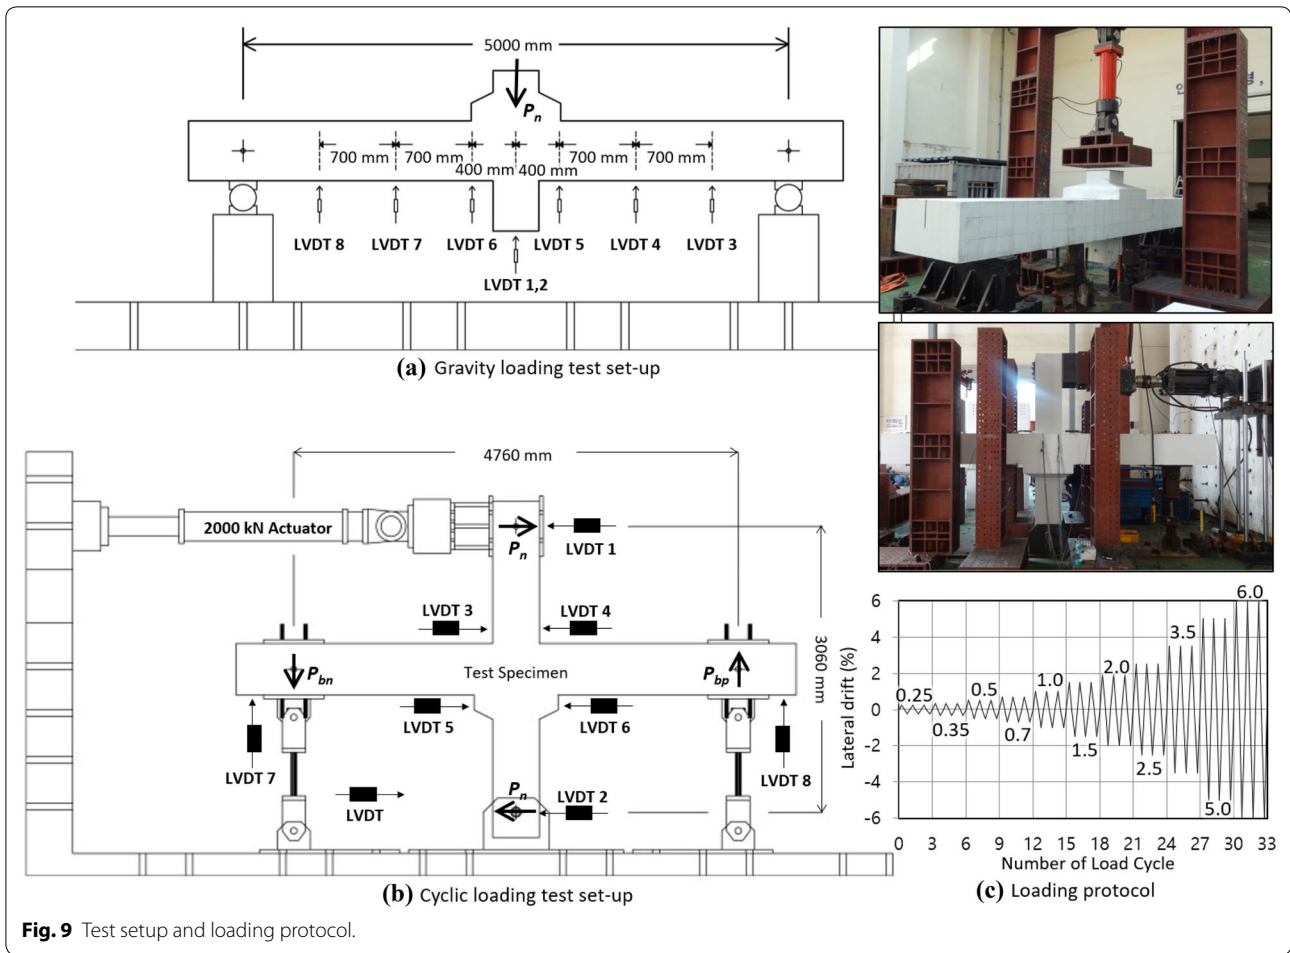 5000 mm
Pn
700 mm 700 mm 400 mm 400 mm 700 mm 700 mm
LVDT 8 LVDT 7 LVDT 6 LVDT 5 LVDT 4 LVDT 3
LVDT 1,2
(a) Gravity loading test set-up
4760 mm
2000 kN Actuator
Pn
LVDT 1
LVDT 3 LVDT 4
3060 mm
Pbn
Test Specimen
Pbp
LVDT 5 LVDT 6
LVDT 7 LVDT 8
LVDT
Pn
LVDT 2
(b) Cyclic loading test set-up
Lateral drift (%)
6
4
2
0
-2
-4
-6
0.25
0.35
0.5
0.7
1.0
1.5
2.0
2.5
3.5
5.0
6.0
0 3 6 9 12 15 18 21 24 27 30 33
Number of Load Cycle
(c) Loading protocol
Fig. 9 Test setup and loading protocol.